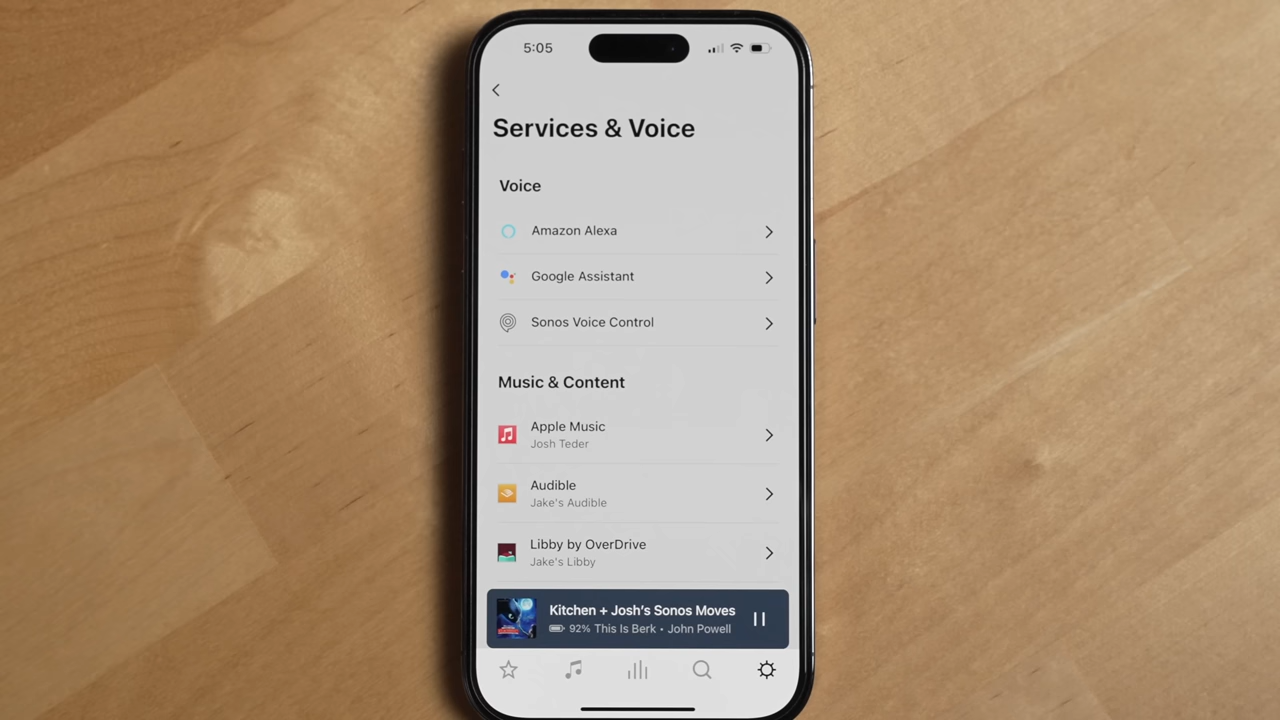 5:05
Services & Voice
Voice
Amazon Alexa
Google Assistant
Sonos Voice Control
Music & Content
Apple Music
Josh Teder
Audible
Jake's Audible
Libby by OverDrive
Jake's Libby
Kitchen + Josh's Sonos Moves
92% This Is Berk • John Powell